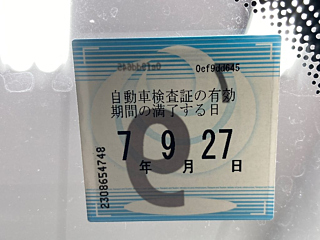 0ef9dd645
自動車検査証の有効
期間の満了する日
7 9 27
年 月 日
2308654748